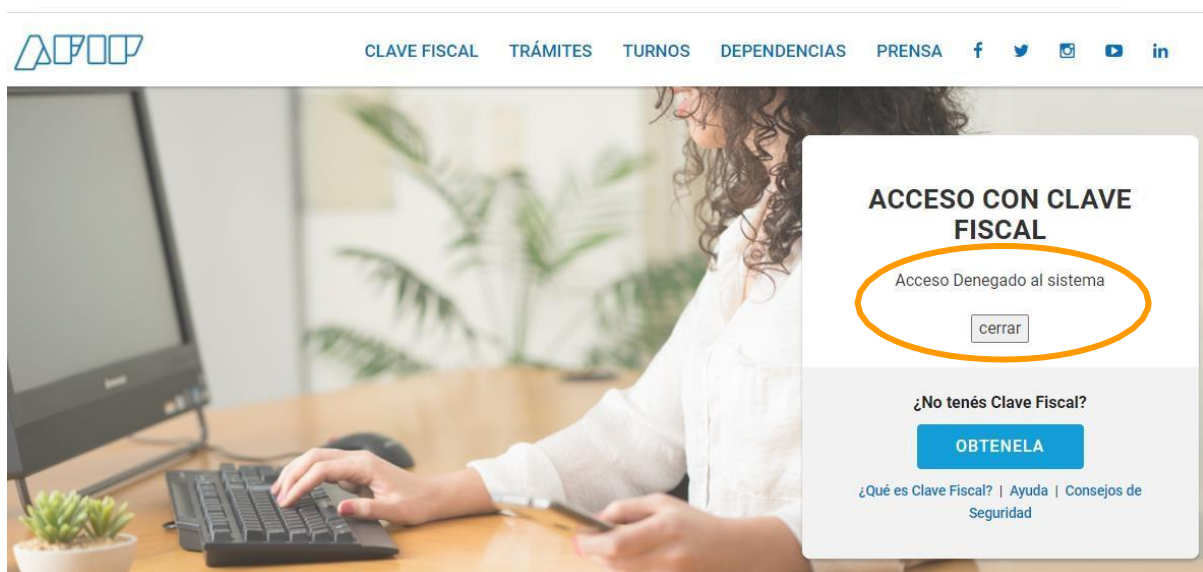 AFIP
CLAVE FISCAL TRÁMITES TURNOS DEPENDENCIAS PRENSA f in
ACCESO CON CLAVE
FISCAL
Acceso Denegado al sistema
cerrar
¿No tenés Clave Fiscal?
OBTENELA
¿Qué es Clave Fiscal? | Ayuda | Consejos de
Seguridad